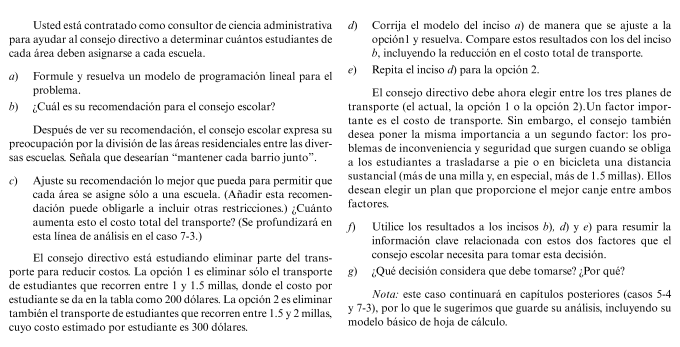 Usted está contratado como consultor de ciencia administrativa
para ayudar al consejo directivo a determinar cuántos estudiantes de
cada área deben asignarse a cada escuela.
a) Formule y resuelva un modelo de programación lineal para el
problema.
b) ¿Cuál es su recomendación para el consejo escolar?
Después de ver su recomendación, el consejo escolar expresa su
preocupación por la división de las áreas residenciales entre las diver-
sas escuelas. Señala que desearían “mantener cada barrio junto”.
c) Ajuste su recomendación lo mejor que pueda para permitir que
cada área se asigne sólo a una escuela. (Añadir esta recomen-
dación puede obligarle a incluir otras restricciones.) ¿Cuánto
aumenta esto el costo total del transporte? (Se profundizará en
esta línea de análisis en el caso 7-3.)
El consejo directivo está estudiando eliminar parte del trans-
porte para reducir costos. La opción 1 es eliminar sólo el transporte
de estudiantes que recorren entre 1 y 1.5 millas, donde el costo por
estudiante se da en la tabla como 200 dólares. La opción 2 es eliminar
también el transporte de estudiantes que recorren entre 1.5 y 2 millas,
cuyo costo estimado por estudiante es 300 dólares.
d) Corrija el modelo del inciso a) de manera que se ajuste a la
opción1 y resuelva. Compare estos resultados con los del inciso
b, incluyendo la reducción en el costo total de transporte.
e) Repita el inciso d) para la opción 2.
El consejo directivo debe ahora elegir entre los tres planes de
transporte (el actual, la opción 1 o la opción 2).Un factor impor-
tante es el costo de transporte. Sin embargo, el consejo también
desea poner la misma importancia a un segundo factor: los pro-
blemas de inconveniencia y seguridad que surgen cuando se obliga
a los estudiantes a trasladarse a pie o en bicicleta una distancia
sustancial (más de una milla y, en especial, más de 1.5 millas). Ellos
desean elegir un plan que proporcione el mejor canje entre ambos
factores.
f) Utilice los resultados a los incisos b), d) y e) para resumir la
información clave relacionada con estos dos factores que el
consejo escolar necesita para tomar esta decisión.
g) ¿Qué decisión considera que debe tomarse? ¿Por qué?
Nota: este caso continuará en capítulos posteriores (casos 5-4
y 7-3), por lo que le sugerimos que guarde su análisis, incluyendo su
modelo básico de hoja de cálculo.